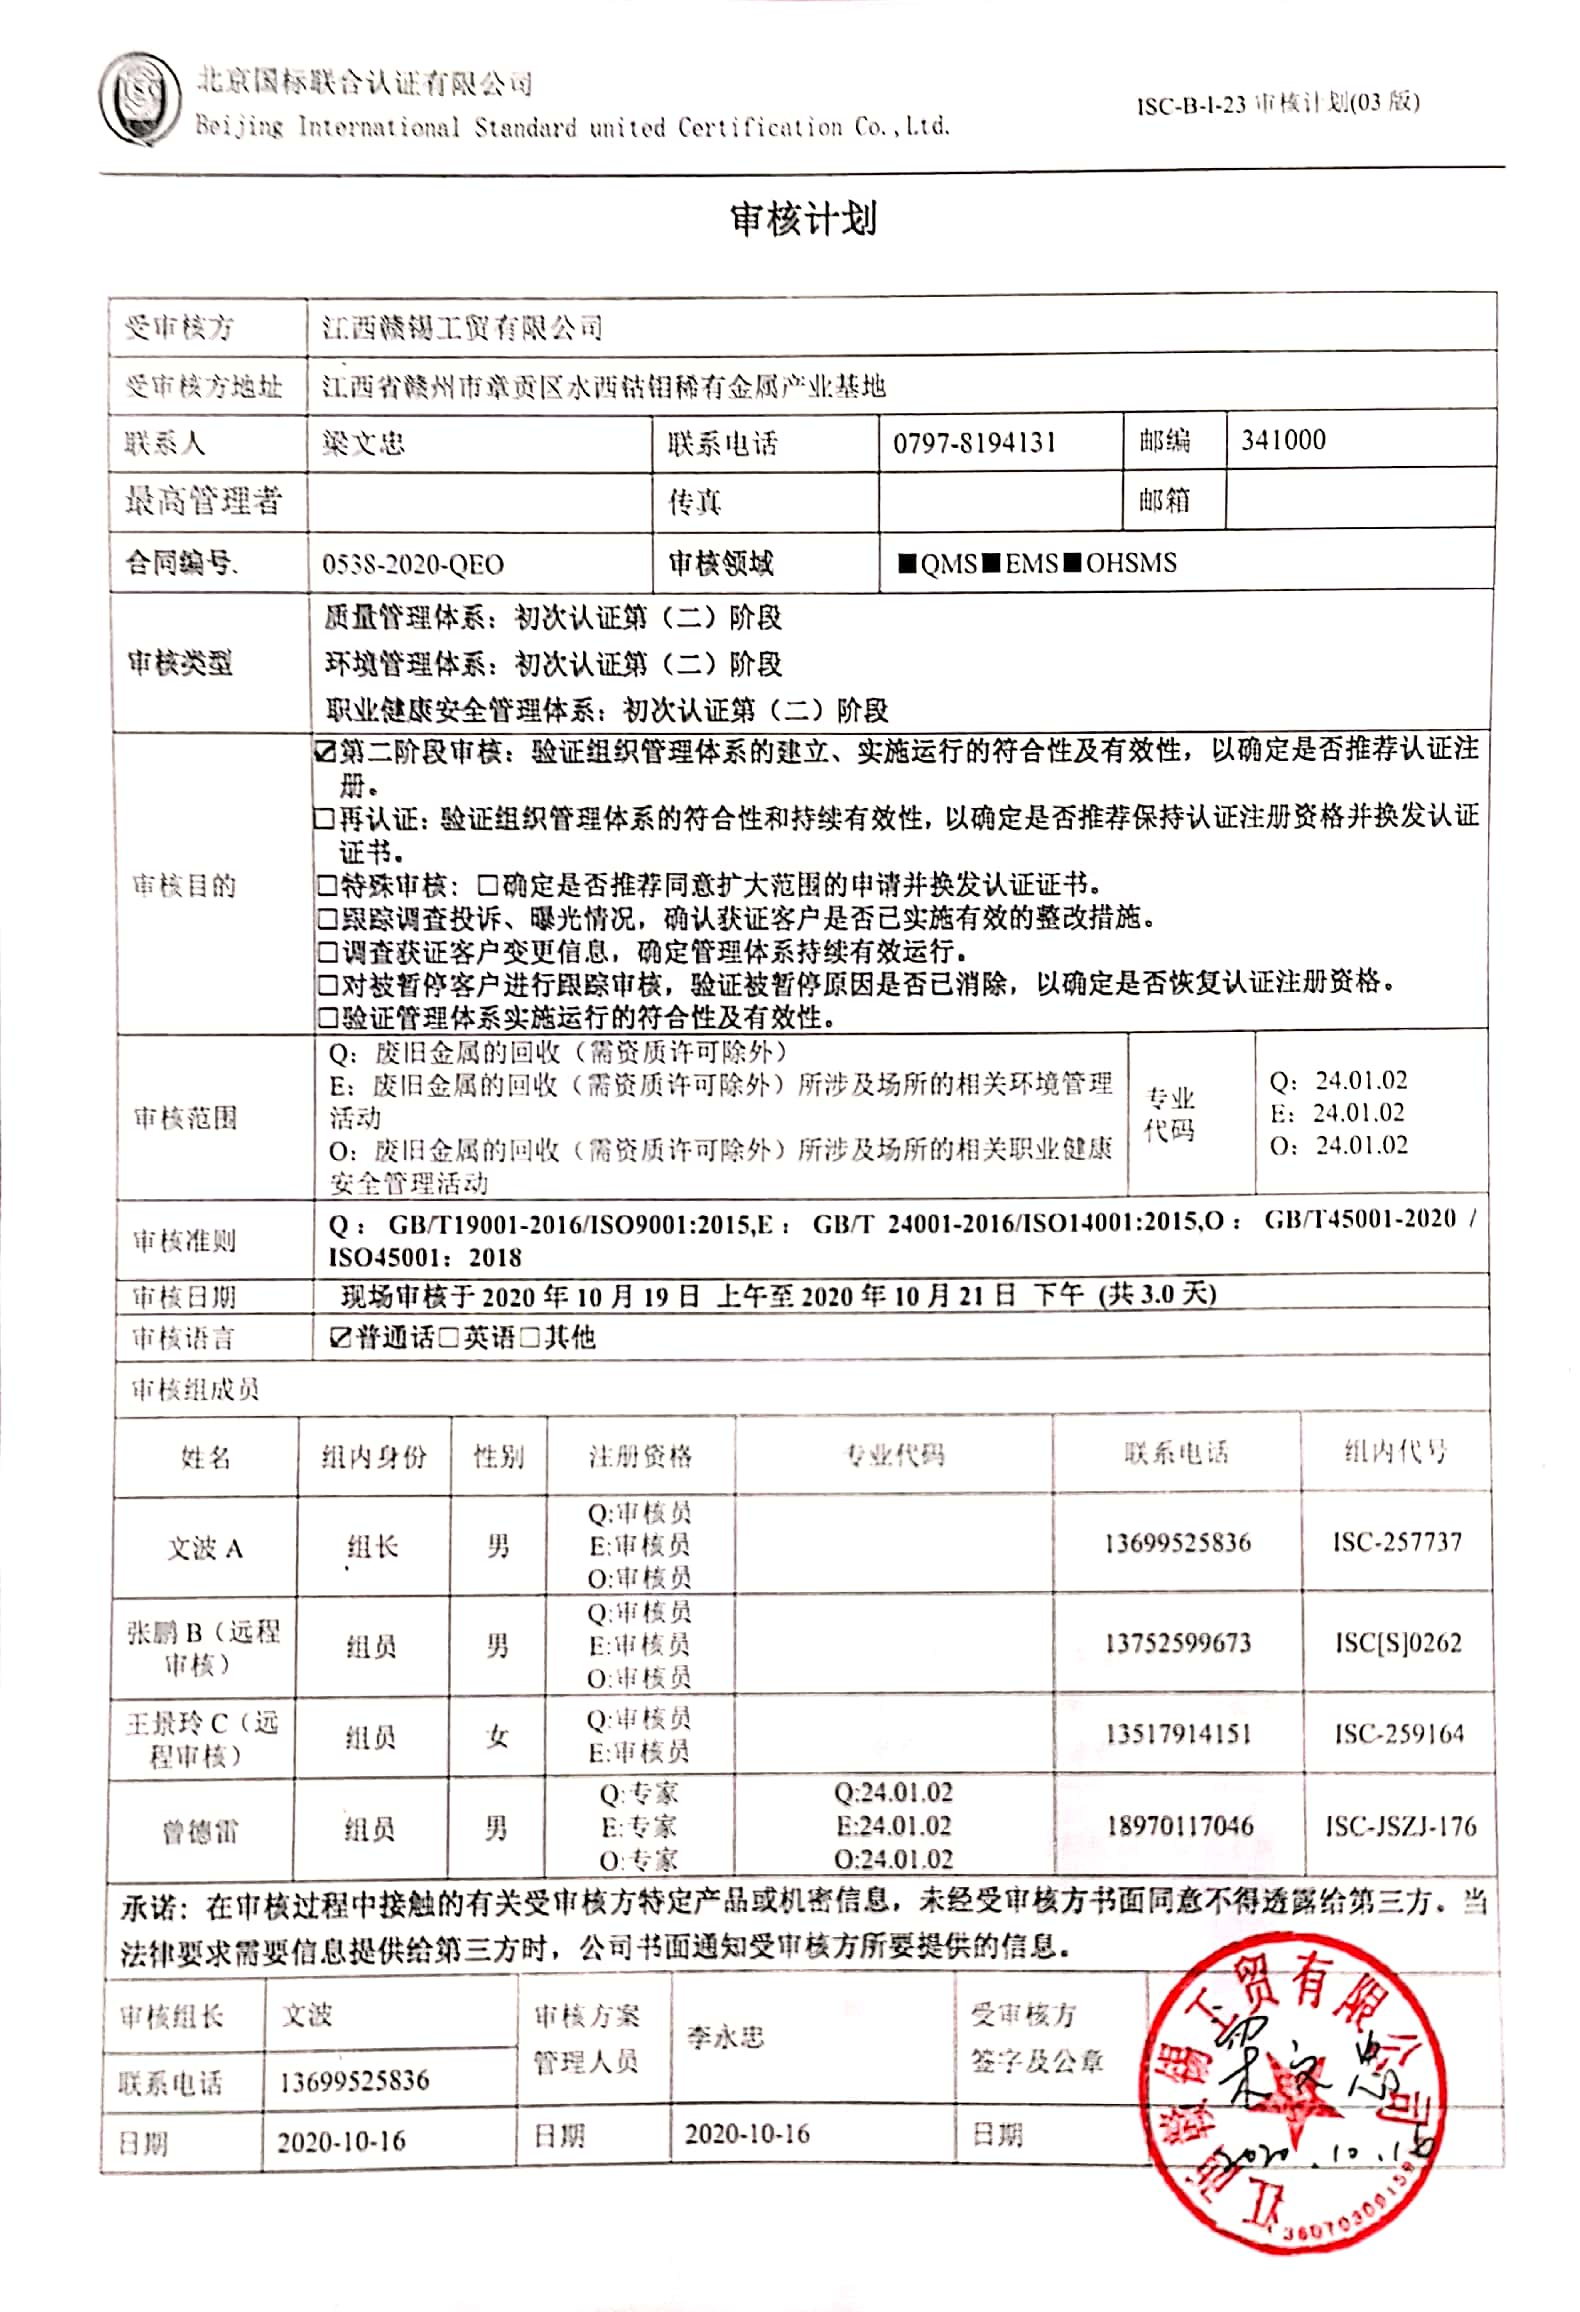 北京国标联合认证有限公司
Beijing International Standard united Certification Co.,Ltd.
ISC-B-I-23 审核计划(03 版)
审核计划
受审核方 江西赣锡工贸有限公司
受审核方地址 江西省赣州市章贡区水西钴钼稀有金属产业基地
联系人 梁文忠 联系电话 0797-8194131 邮编 341000
最高管理者 传真 邮箱
合同编号. 0538-2020-QEO 审核领域 ■QMS■EMS■OHSMS
审核类型
质量管理体系：初次认证第（二）阶段
环境管理体系：初次认证第（二）阶段
职业健康安全管理体系：初次认证第（二）阶段
审核目的
☑第二阶段审核：验证组织管理体系的建立、实施运行的符合性及有效性，以确定是否推荐认证注
册。
□再认证：验证组织管理体系的符合性和持续有效性，以确定是否推荐保持认证注册资格并换发认证
证书。
□特殊审核：□确定是否推荐同意扩大范围的申请并换发认证证书。
□跟踪调查投诉、曝光情况，确认获证客户是否已实施有效的整改措施。
□调查获证客户变更信息，确定管理体系持续有效运行。
□对被暂停客户进行跟踪审核，验证被暂停原因是否已消除，以确定是否恢复认证注册资格。
□验证管理体系实施运行的符合性及有效性。
审核范围
Q：废旧金属的回收（需资质许可除外）
E：废旧金属的回收（需资质许可除外）所涉及场所的相关环境管理
活动
O：废旧金属的回收（需资质许可除外）所涉及场所的相关职业健康
安全管理活动
专业
代码
Q：24.01.02
E：24.01.02
O：24.01.02
审核准则
Q：GB/T19001-2016/ISO9001:2015,E：GB/T 24001-2016/ISO14001:2015,O：GB/T45001-2020 /
ISO45001：2018
审核日期 现场审核于 2020 年 10 月 19 日 上午至 2020 年 10 月 21 日 下午 (共 3.0 天)
审核语言 ☑普通话□英语□其他
审核组成员
姓名 组内身份 性别 注册资格 专业代码 联系电话 组内代号
文波 A 组长 男
Q:审核员
E:审核员
O:审核员
13699525836 ISC-257737
张鹏 B（远程
审核）
组员 男
Q:审核员
E:审核员
O:审核员
13752599673 ISC[S]0262
王景玲 C（远
程审核）
组员 女
Q:审核员
E:审核员
13517914151 ISC-259164
曾德雷 组员 男
Q:专家
E:专家
O:专家
Q:24.01.02
E:24.01.02
O:24.01.02
18970117046 ISC-JSZJ-176
承诺：在审核过程中接触的有关受审核方特定产品或机密信息，未经受审核方书面同意不得透露给第三方。当
法律要求需要信息提供给第三方时，公司书面通知受审核方所要提供的信息。
审核组长 文波
审核方案
管理人员
李永忠
受审核方
签字及公章
梁文忠
联系电话 13699525836
日期 2020-10-16 日期 2020-10-16 日期
江西赣锡工贸有限公司